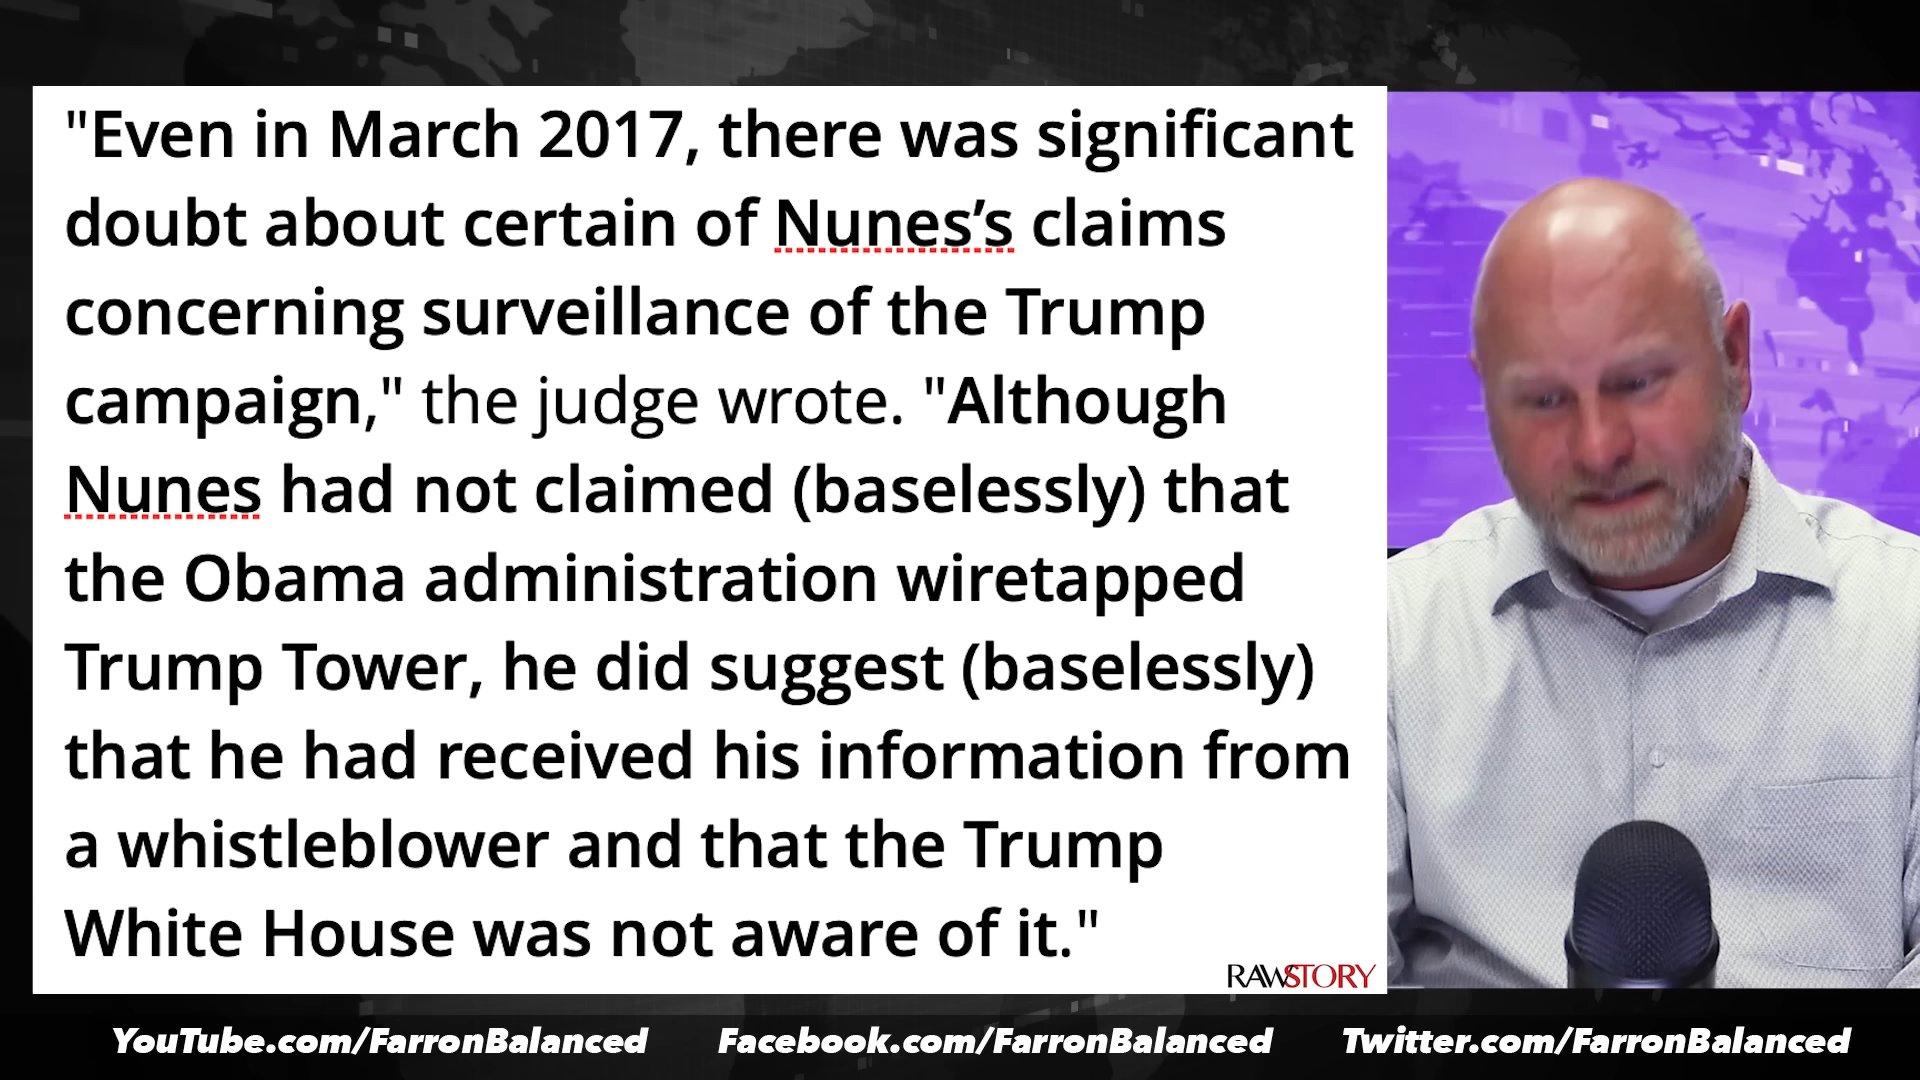 "Even in March 2017, there was significant
doubt about certain of Nunes’s claims
concerning surveillance of the Trump
campaign," the judge wrote. "Although
Nunes had not claimed (baselessly) that
the Obama administration wiretapped
Trump Tower, he did suggest (baselessly)
that he had received his information from
a whistleblower and that the Trump
White House was not aware of it."
RAWSTORY
YouTube.com/FarronBalanced Facebook.com/FarronBalanced Twitter.com/FarronBalanced